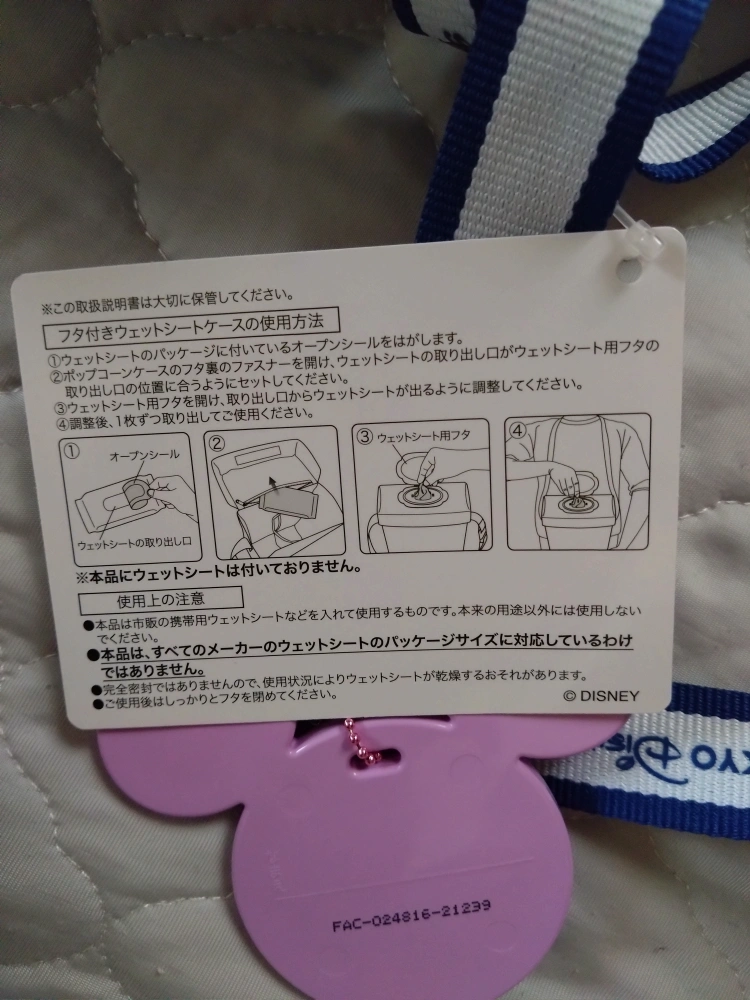 ※この取扱説明書は大切に保管してください。
フタ付きウェットシートケースの使用方法
①ウェットシートのパッケージに付いているオープンシールをはがします。
②ポップコーンケースのフタ裏のファスナーを開け、ウェットシートの取り出し口がウェットシート用フタの
取り出し口の位置に合うようにセットしてください。
③ウェットシート用フタを開け、取り出し口からウェットシートが出るように調整してください。
④調整後、1枚ずつ取り出してご使用ください。
①
オープンシール
ウェットシートの取り出し口
②
③
ウェットシート用フタ
④
※本品にウェットシートは付いておりません。
使用上の注意
●本品は市販の携帯用ウェットシートなどを入れて使用するものです。本来の用途以外には使用しない
でください。
●本品は、すべてのメーカーのウェットシートのパッケージサイズに対応しているわけ
ではありません。
●完全密封ではありませんので、使用状況によりウェットシートが乾燥するおそれがあります。
●ご使用後はしっかりとフタを閉めてください。
© DISNEY
KYO Dis
FAC-024816-21239